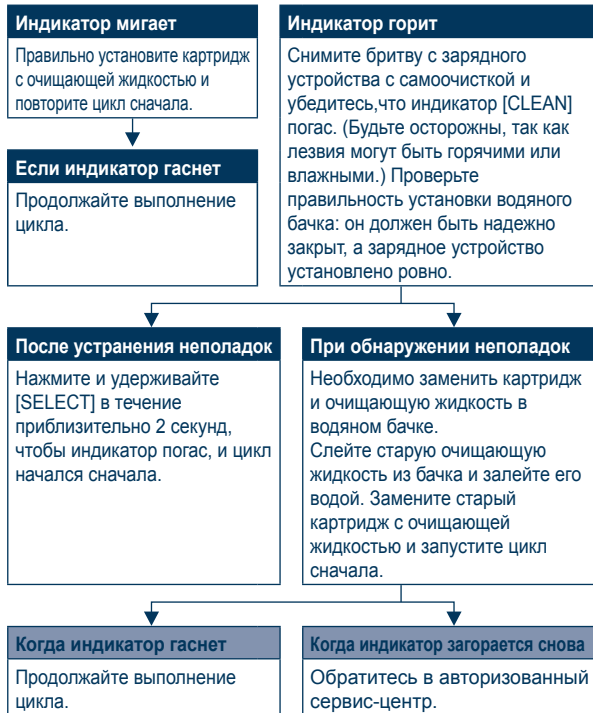 Индикатор мигает
Правильно установите картридж
с очищающей жидкостью и
повторите цикл сначала.
Если индикатор гаснет
Продолжайте выполнение
цикла.
Индикатор горит
Снимите бритву с зарядного
устройства с самоочисткой и
убедитесь,что индикатор [CLEAN]
погас. (Будьте осторожны, так как
лезвия могут быть горячими или
влажными.) Проверьте
правильность установки водяного
бачка: он должен быть надежно
закрыт, а зарядное устройство
установлено ровно.
После устранения неполадок
Нажмите и удерживайте
[SELECT] в течение
приблизительно 2 секунд,
чтобы индикатор погас, и цикл
начался сначала.
При обнаружении неполадок
Необходимо заменить картридж
и очищающую жидкость в
водяном бачке.
Слейте старую очищающую
жидкость из бачка и залейте его
водой. Замените старый
картридж с очищающей
жидкостью и запустите цикл
сначала.
Когда индикатор гаснет
Продолжайте выполнение
цикла.
Когда индикатор загорается снова
Обратитесь в авторизованный
сервис-центр.